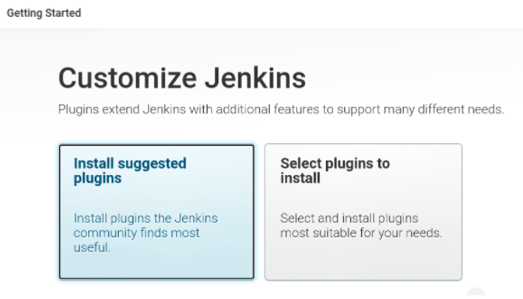 Getting Started
Customize Jenkins
Plugins extend Jenkins with additional features to support many different needs.
Install suggested
plugins
Install plugins the Jenkins
community finds most
useful.
Select plugins to
install
Select and install plugins
most suitable for your needs.